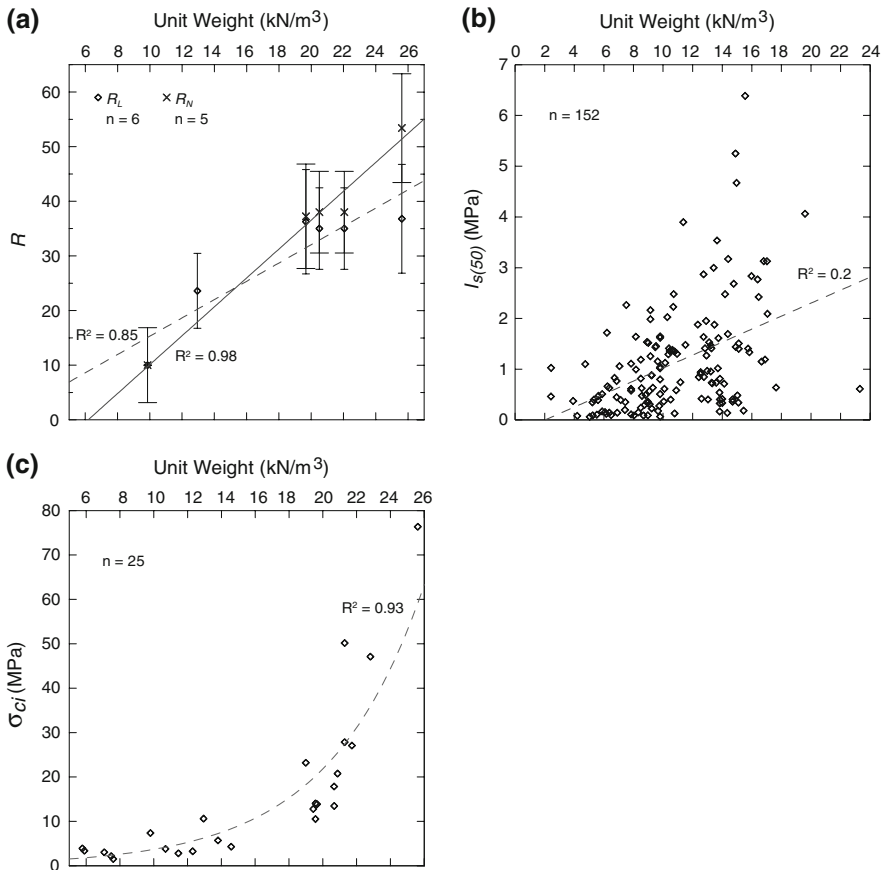 (a)
Unit Weight (kN/m³)
6 8 10 12 14 16 18 20 22 24 26
R
60
50
40
30
20
10
0
R_L R_N
n = 6 n = 5
R² = 0.85
R² = 0.98
(b)
Unit Weight (kN/m³)
0 2 4 6 8 10 12 14 16 18 20 22 24
I_s(50) (MPa)
7
6
5
4
3
2
1
0
n = 152
R² = 0.2
(c)
Unit Weight (kN/m³)
6 8 10 12 14 16 18 20 22 24 26
σci (MPa)
80
70
60
50
40
30
20
10
0
n = 25
R² = 0.93